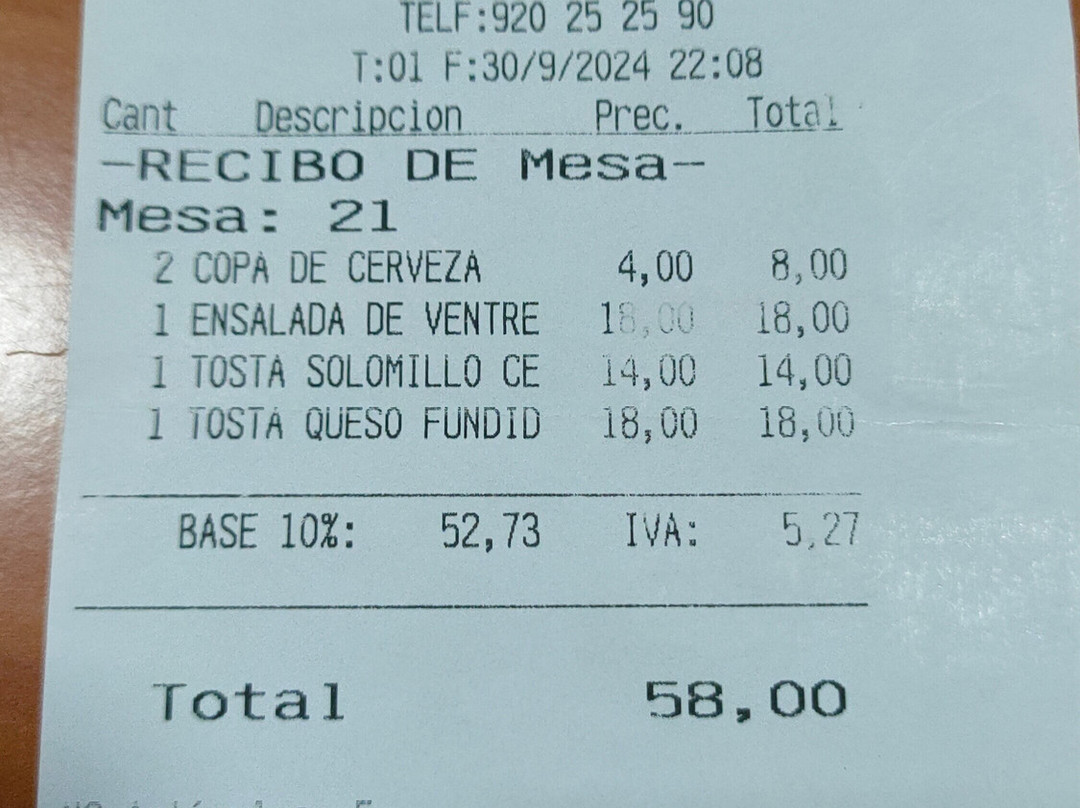 TELF:920 25 25 90
T:01 F:30/9/2024 22:08
Cant Descripcion Prec. Total
-RECIBO DE Mesa-
Mesa: 21
2 COPA DE CERVEZA 4,00 8,00
1 ENSALADA DE VENTRE 18,00 18,00
1 TOSTA SOLOMILLO CE 14,00 14,00
1 TOSTA QUESO FUNDID 18,00 18,00
BASE 10%: 52,73 IVA: 5,27
Total 58,00